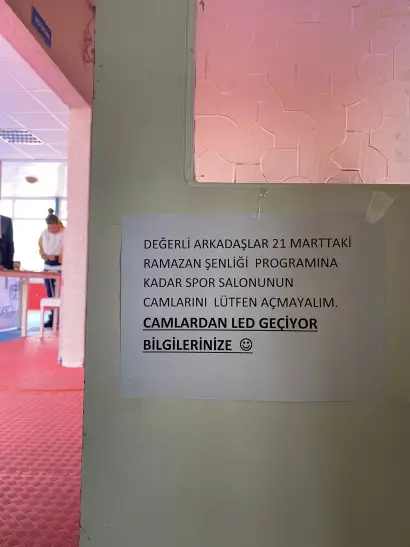 DEĞERLİ ARKADAŞLAR 21 MARTTAKİ
RAMAZAN ŞENLİĞİ PROGRAMINA
KADAR SPOR SALONUNUN
CAMLARINI LÜTFEN AÇMAYALIM.
CAMLARDAN LED GEÇİYOR
BİLGİLERİNİZE ☺